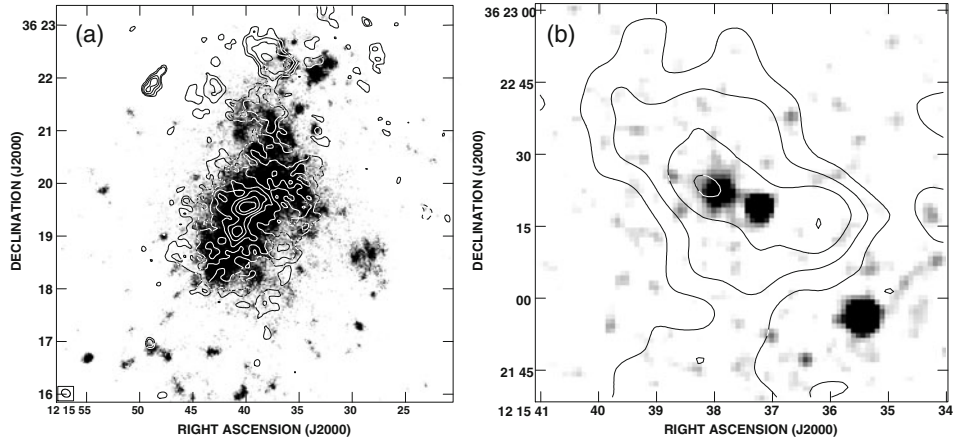 (a)
DECLINATION (J2000)
36 23
22
21
20
19
18
17
16
12 15 55
50
45
40
35
30
25
RIGHT ASCENSION (J2000)
(b)
DECLINATION (J2000)
36 23 00
22 45
30
15
00
21 45
12 15 41
40
39
38
37
36
35
34
RIGHT ASCENSION (J2000)